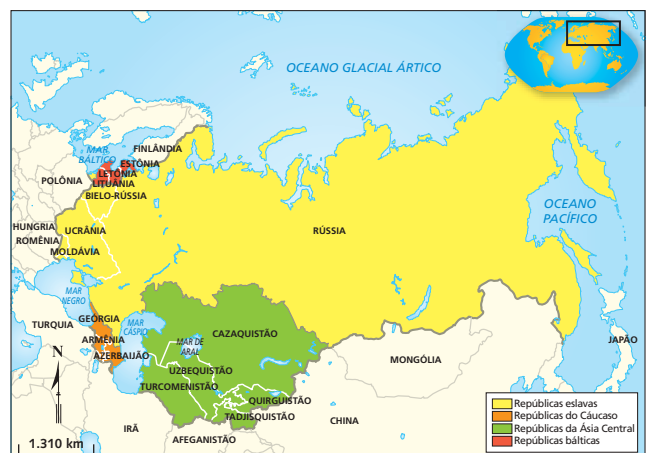 OCEANO GLACIAL ÁRTICO
MAR
BÁLTICO
FINLÂNDIA
ESTÔNIA
LETÔNIA
LITUÂNIA
POLÔNIA
BIELO-RÚSSIA
OCEANO
PACÍFICO
HUNGRIA
ROMÊNIA
UCRÂNIA
MOLDÁVIA
RÚSSIA
MAR
NEGRO
GEÓRGIA
MAR
CÁSPIO
TURQUIA
ARMÊNIA
AZERBAIJÃO
CAZAQUISTÃO
MAR DE
ARAL
JAPÃO
MONGÓLIA
UZBEQUISTÃO
TURCOMENISTÃO
QUIRGUISTÃO
TADJIQUISTÃO
CHINA
IRÃ
AFEGANISTÃO
N
1.310 km
Repúblicas eslavas
Repúblicas do Cáucaso
Repúblicas da Ásia Central
Repúblicas bálticas